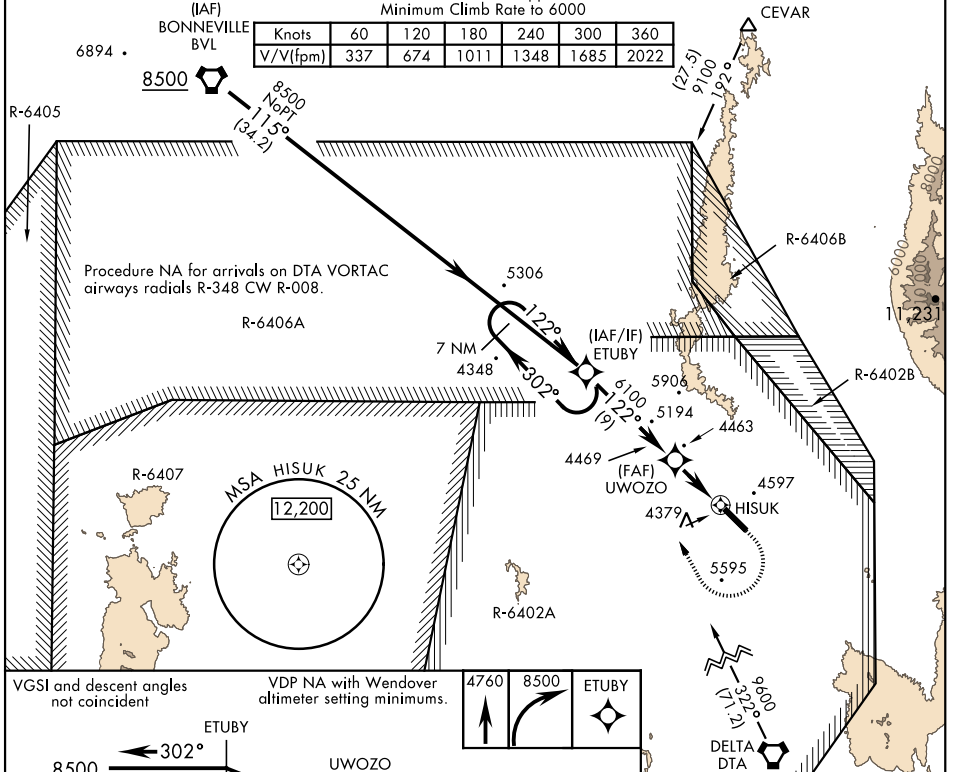 Minimum Climb Rate to 6000
Knots 60 120 180 240 300 360
V/V(fpm) 337 674 1011 1348 1685 2022
(IAF)
BONNEVILLE
BVL
8500
6894
CEVAR
(27.5)
9100
192°
R-6405
8500
NoPT
115°
(34.2)
Procedure NA for arrivals on DTA VORTAC
airways radials R-348 CW R-008.
R-6406A
R-6406B
8000
6000
10,000
11,231
5306
122°
7 NM
4348
302°
(IAF/IF)
ETUBY
6100
122°
(9)
5906
5194
4463
4469
(FAF)
UWOZO
R-6402B
R-6407
MSA HISUK 25 NM
12,200
4597
HISUK
4379
5595
R-6402A
9600
322°
(71.2)
DELTA
DTA
VGSI and descent angles
not coincident
VDP NA with Wendover
altimeter setting minimums.
4760
8500
ETUBY
ETUBY
302°
8500
UWOZO